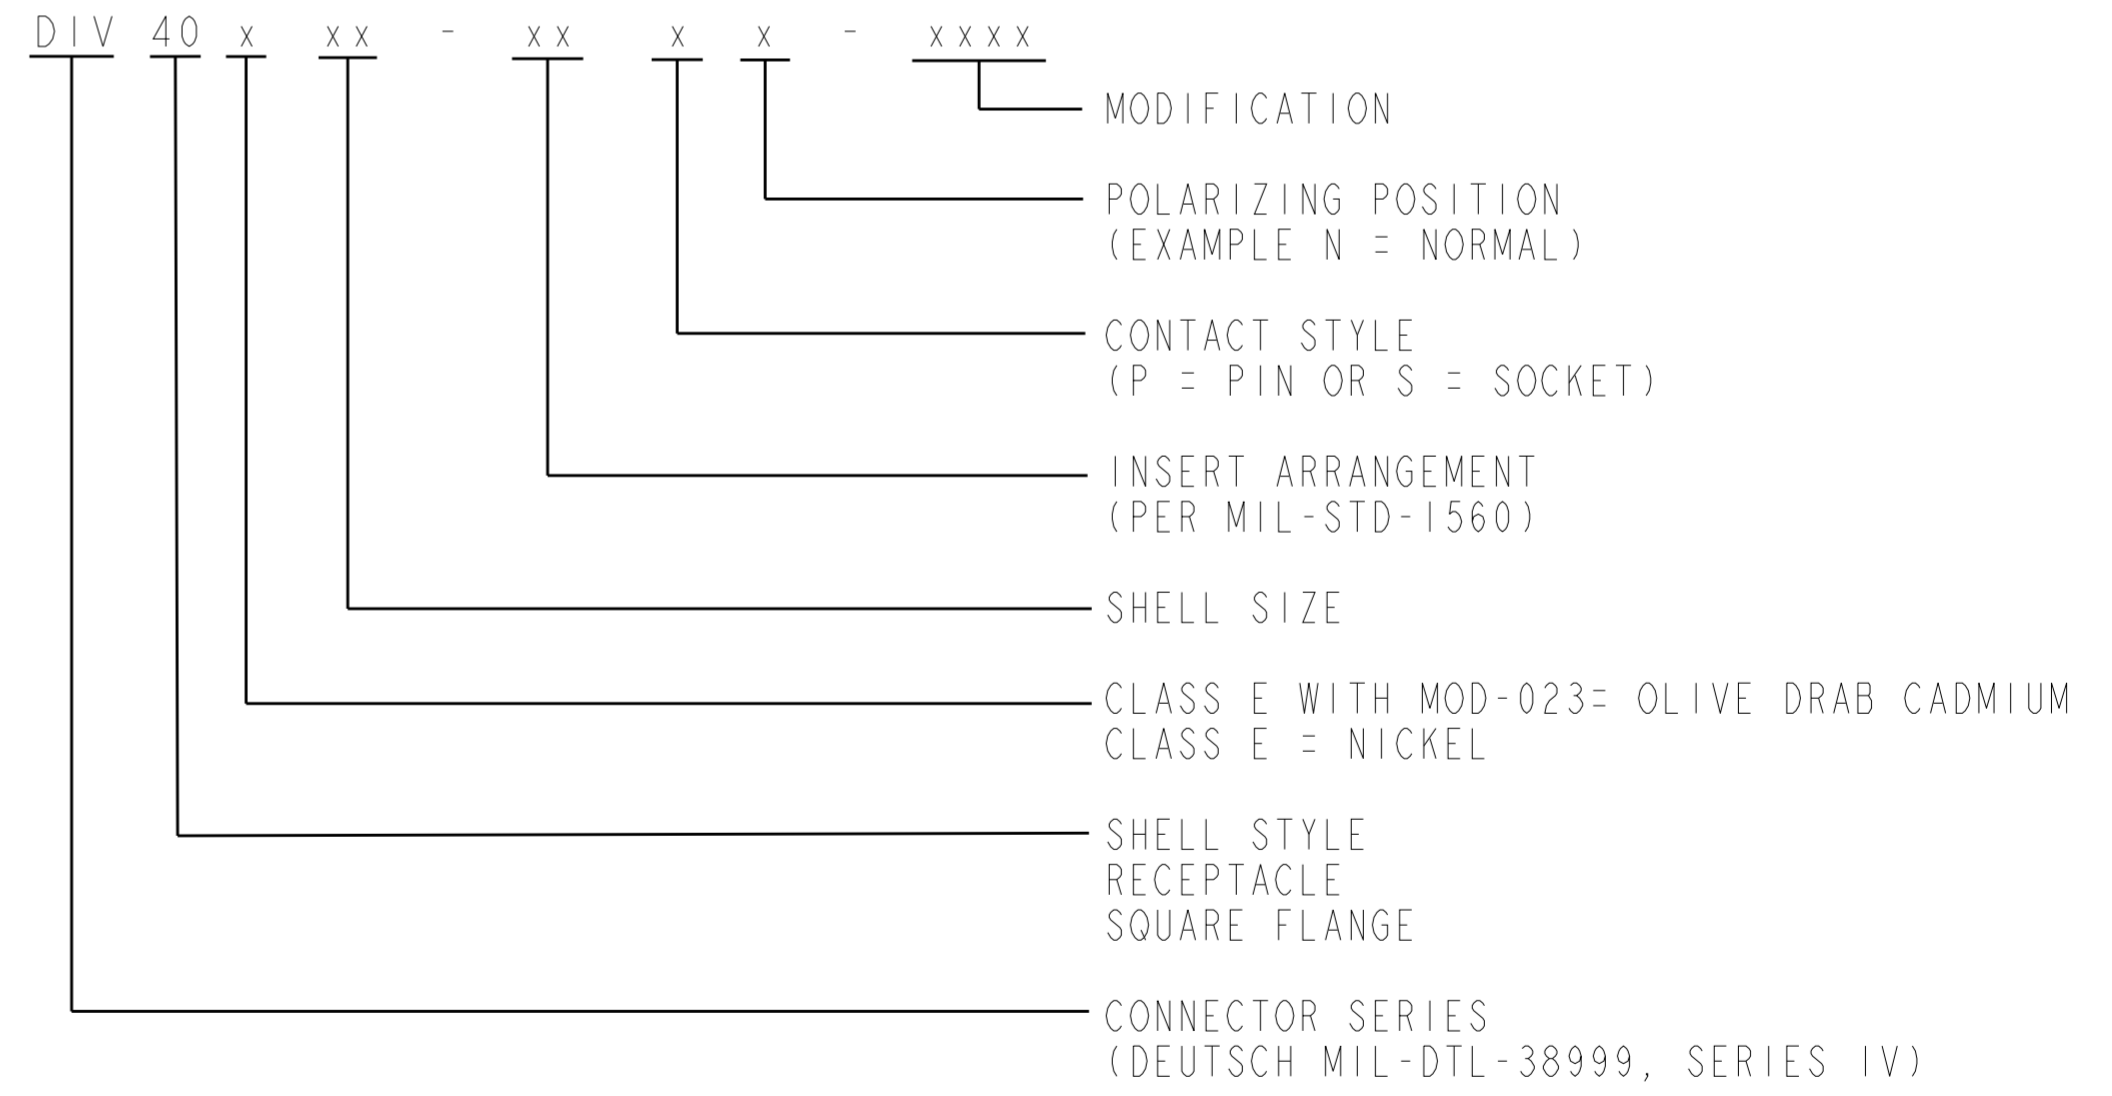 DIV 40 x xx - xx x x - xxxx
MODIFICATION
POLARIZING POSITION
(EXAMPLE N = NORMAL)
CONTACT STYLE
(P = PIN OR S = SOCKET)
INSERT ARRANGEMENT
(PER MIL-STD-1560)
SHELL SIZE
CLASS E WITH MOD-023= OLIVE DRAB CADMIUM
CLASS E = NICKEL
SHELL STYLE
RECEPTACLE
SQUARE FLANGE
CONNECTOR SERIES
(DEUTSCH MIL-DTL-38999, SERIES IV)